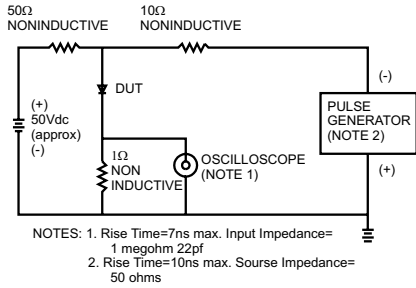 50Ω
NONINDUCTIVE
10Ω
NONINDUCTIVE
DUT
(+)
50Vdc
(approx)
(-)
1Ω
NON
INDUCTIVE
OSCILLOSCOPE
(NOTE 1)
(-)
PULSE
GENERATOR
(NOTE 2)
(+)
NOTES: 1. Rise Time=7ns max. Input Impedance=
1 megohm 22pf
2. Rise Time=10ns max. Sourse Impedance=
50 ohms